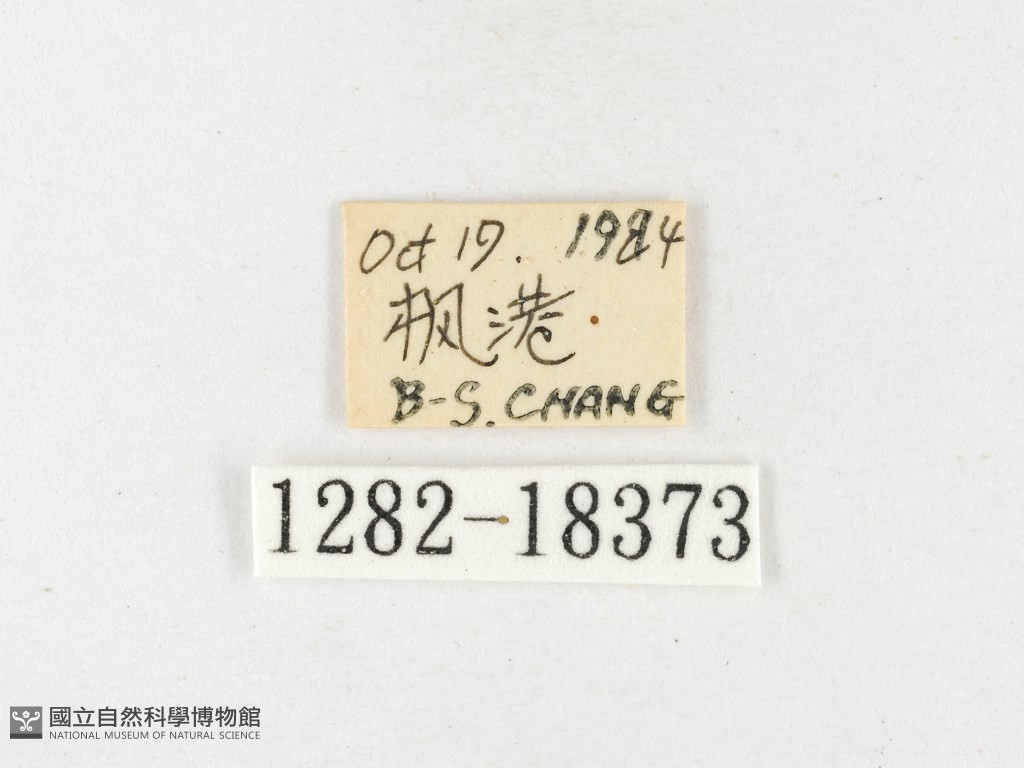 Oct 19. 1984
枫港
B-S. CHANG
1282-18373
國立自然科學博物館
NATIONAL MUSEUM OF NATURAL SCIENCE